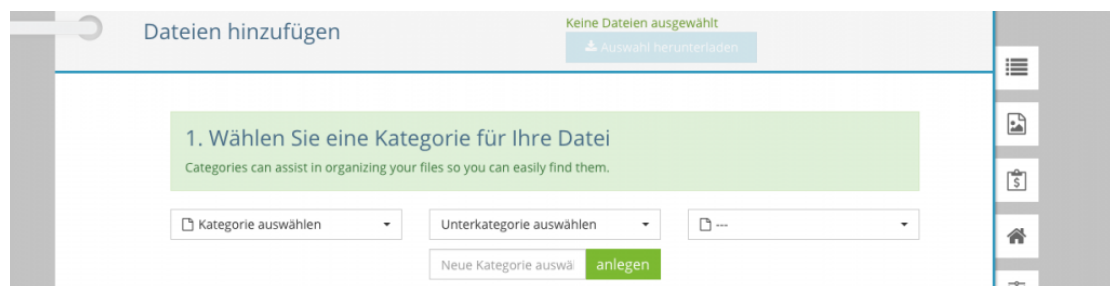 Dateien hinzufügen
Keine Dateien ausgewählt
Auswahl herunterladen
1. Wählen Sie eine Kategorie für Ihre Datei
Categories can assist in organizing your files so you can easily find them.
Kategorie auswählen
Unterkategorie auswählen
---
Neue Kategorie auswäl
anlegen